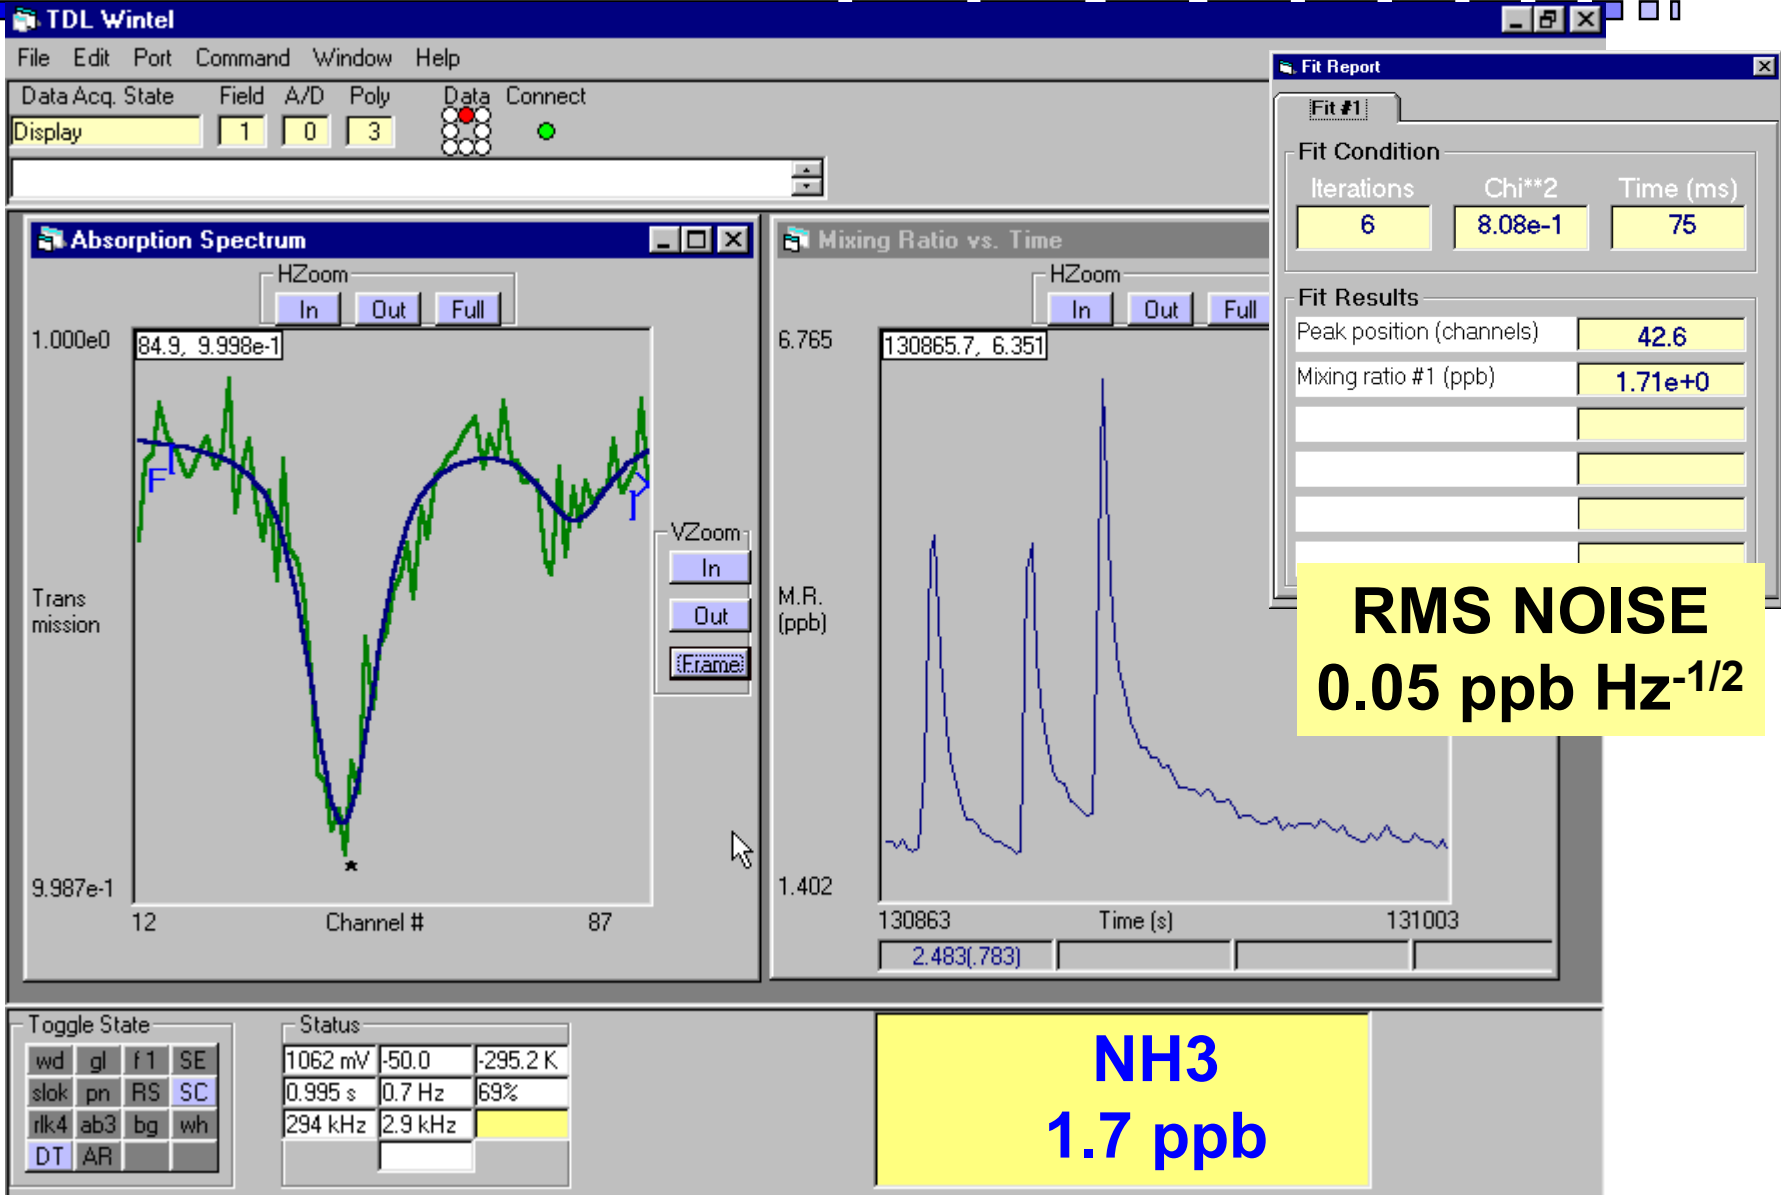 TDL Wintel
File Edit Port Command Window Help
Data Acq. State Field A/D Poly Data Connect
Display 1 0 3
Absorption Spectrum
HZoom
In Out Full
1.000e0
84.9, 9.998e-1
F
[
]
VZoom
In
Out
Frame
Trans
mission
*
9.987e-1
12 Channel # 87
Mixing Ratio vs. Time
HZoom
In Out Full
6.765
130865.7, 6.351
M.R.
(ppb)
1.402
130863 Time (s) 131003
2.483(.783)
Fit Report
Fit #1
Fit Condition
Iterations Chi**2 Time (ms)
6 8.08e-1 75
Fit Results
Peak position (channels) 42.6
Mixing ratio #1 (ppb) 1.71e+0
RMS NOISE
0.05 ppb Hz-1/2
Toggle State
wd gl f1 SE
slok pn RS SC
rlk4 ab3 bg wh
DT AR
Status
1062 mV -50.0 -295.2 K
0.995 s 0.7 Hz 69%
294 kHz 2.9 kHz
NH3
1.7 ppb